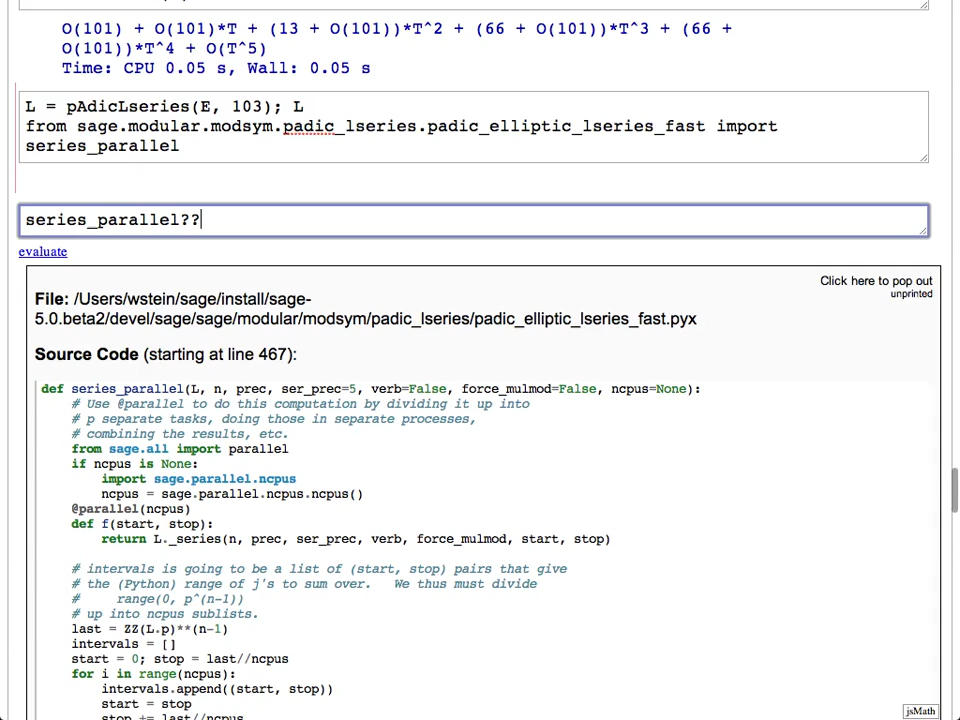 O(101) + O(101)*T + (13 + O(101))*T^2 + (66 + O(101))*T^3 + (66 +
O(101))*T^4 + O(T^5)
Time: CPU 0.05 s, Wall: 0.05 s
L = pAdicLseries(E, 103); L
from sage.modular.modsym.padic_lseries.padic_elliptic_lseries_fast import
series_parallel
series_parallel??
evaluate
Click here to pop out
unprinted
File: /Users/wstein/sage/install/sage-
5.0.beta2/devel/sage/sage/modular/modsym/padic_lseries/padic_elliptic_lseries_fast.pyx
Source Code (starting at line 467):
def series_parallel(L, n, prec, ser_prec=5, verb=False, force_mulmod=False, ncpus=None):
# Use @parallel to do this computation by dividing it up into
# p separate tasks, doing those in separate processes,
# combining the results, etc.
from sage.all import parallel
if ncpus is None:
import sage.parallel.ncpus
ncpus = sage.parallel.ncpus.ncpus()
@parallel(ncpus)
def f(start, stop):
return L._series(n, prec, ser_prec, verb, force_mulmod, start, stop)
# intervals is going to be a list of (start, stop) pairs that give
# the (Python) range of j's to sum over.   We thus must divide
#     range(0, p^(n-1))
# up into ncpus sublists.
last = ZZ(L.p)**(n-1)
intervals = []
start = 0; stop = last//ncpus
for i in range(ncpus):
intervals.append((start, stop))
start = stop
stop += last//ncpus
jsMath